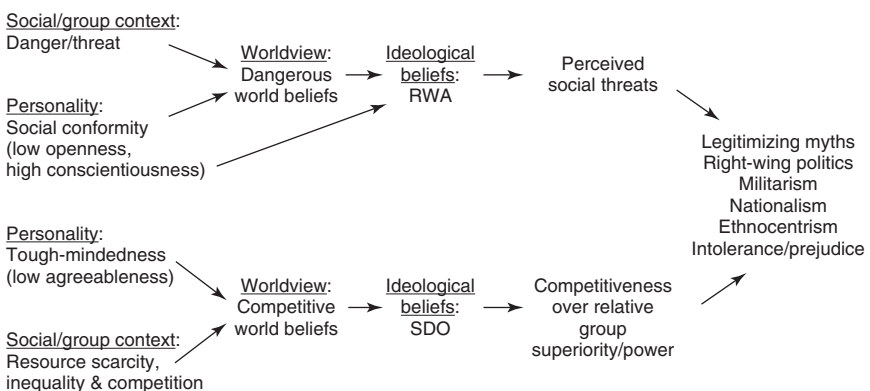 Social/group context:
Danger/threat
Personality:
Social conformity
(low openness,
high conscientiousness)
Worldview:
Dangerous
world beliefs
Ideological
beliefs:
RWA
Perceived
social threats
Personality:
Tough-mindedness
(low agreeableness)
Social/group context:
Resource scarcity,
inequality & competition
Worldview:
Competitive
world beliefs
Ideological
beliefs:
SDO
Competitiveness
over relative
group
superiority/power
Legitimizing myths
Right-wing politics
Militarism
Nationalism
Ethnocentrism
Intolerance/prejudice